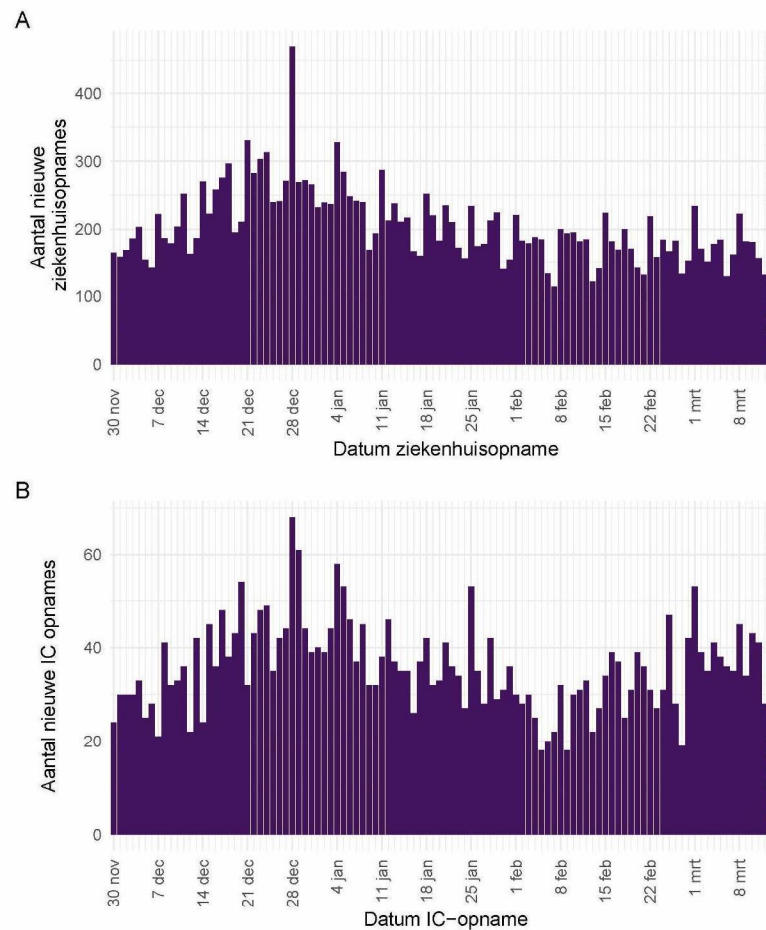 A
Aantal nieuwe
ziekenhuisopnames
400
300
200
100
0
30 nov
7 dec
14 dec
21 dec
28 dec
4 jan
11 jan
18 jan
25 jan
1 feb
8 feb
15 feb
22 feb
1 mrt
8 mrt
Datum ziekenhuisopname
B
Aantal nieuwe IC opnames
60
40
20
0
30 nov
7 dec
14 dec
21 dec
28 dec
4 jan
11 jan
18 jan
25 jan
1 feb
8 feb
15 feb
22 feb
1 mrt
8 mrt
Datum IC-opname